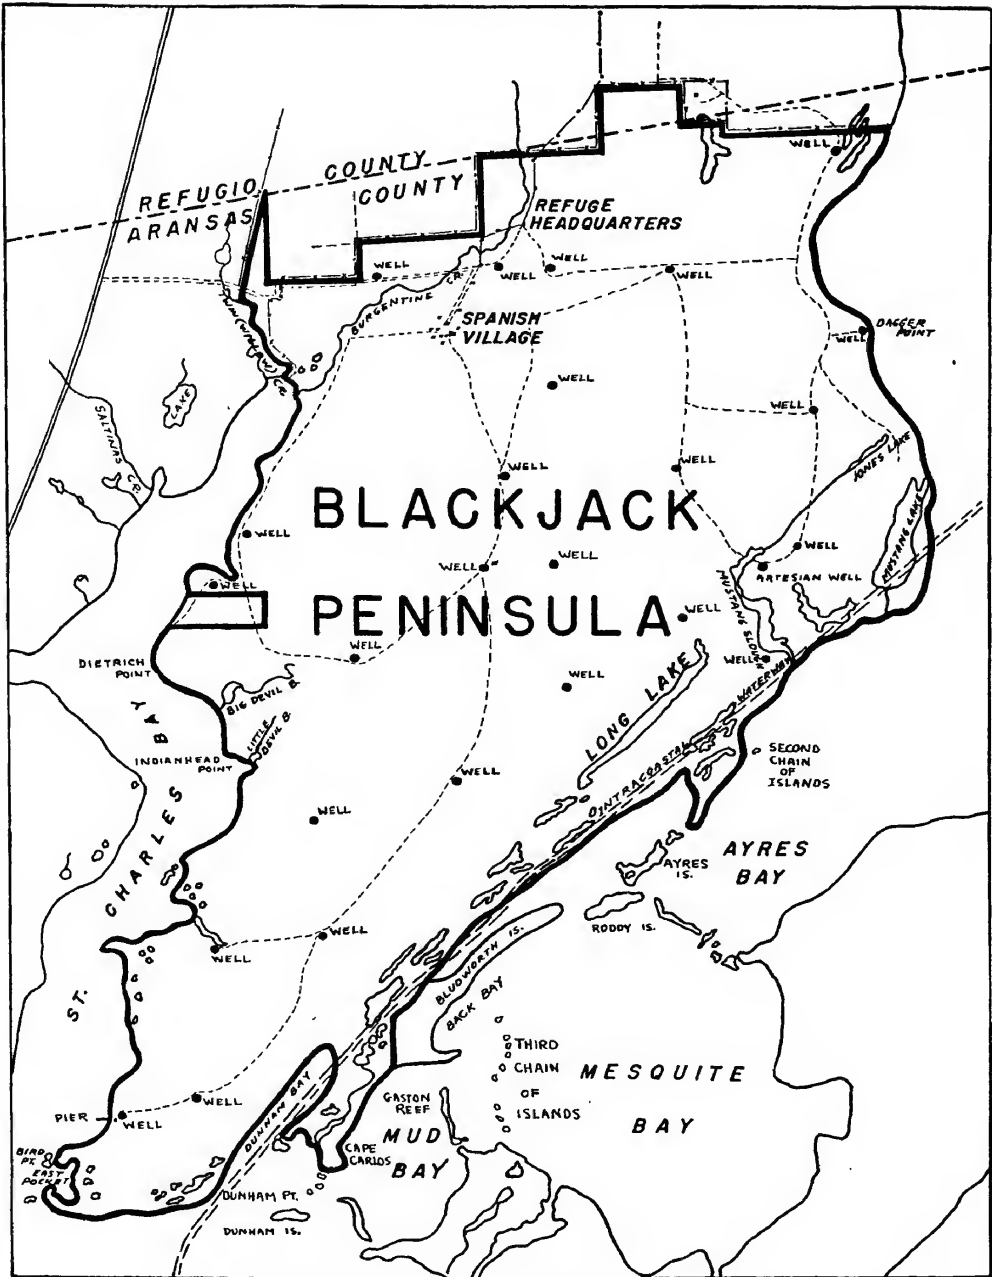 REFUGIO COUNTY
ARANSAS COUNTY
WELL
REFUGE
HEADQUARTERS
WELL
WELL
WELL
WELL
BURGENTINE CR.
SPANISH
VILLAGE
DAGGER
POINT
WELL
CR.
LAKE
SALTINAS CR.
WELL
WELL
JONES LAKE
WELL
WELL
MUSTANG LAKE
BLACKJACK
WELL
WELL
WELL
WELL
ARTESIAN WELL
WELL
MUSTANG SLOUGH
PENINSULA
WELL
WELL
WELL
DIETRICH
POINT
WELL
BIG DEVIL B.
LITTLE
DEVIL B.
LONG LAKE
INTRACOASTAL WATERWAY
INDIANHEAD
POINT
SECOND
CHAIN
OF
ISLANDS
WELL
WELL
ST. CHARLES BAY
AYRES
BAY
AYRES
IS.
RODDY IS.
WELL
WELL
BLUDWORTH IS.
BACK BAY
THIRD
CHAIN
OF
ISLANDS
MESQUITE
BAY
GASTON
REEF
MUD
BAY
DUNHAM BAY
WELL
PIER
WELL
CAPE
CARLOS
BIRD
PT.
EAST
POCKET
DUNHAM PT.
DUNHAM IS.